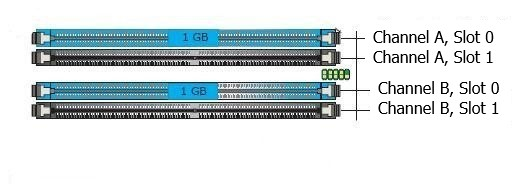 1 GB Channel A, Slot 0
Channel A, Slot 1
1 GB Channel B, Slot 0
Channel B, Slot 1